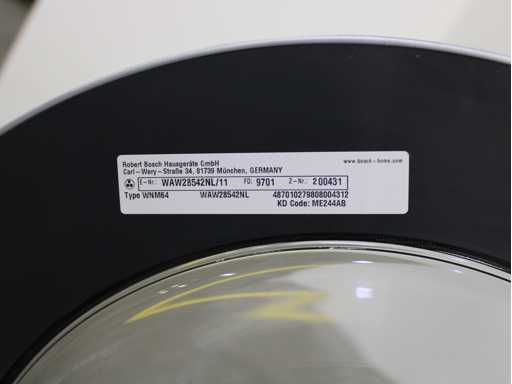 Robert Bosch Hausgeräte GmbH www.bosch-home.com
Carl-Wery-Straße 34, 81739 München, GERMANY
E-Nr.: WAW28542NL/11 FD: 9701 Z-Nr.: 200431
Type WNM64 WAW28542NL 487010279808004312
KD Code: ME244AB